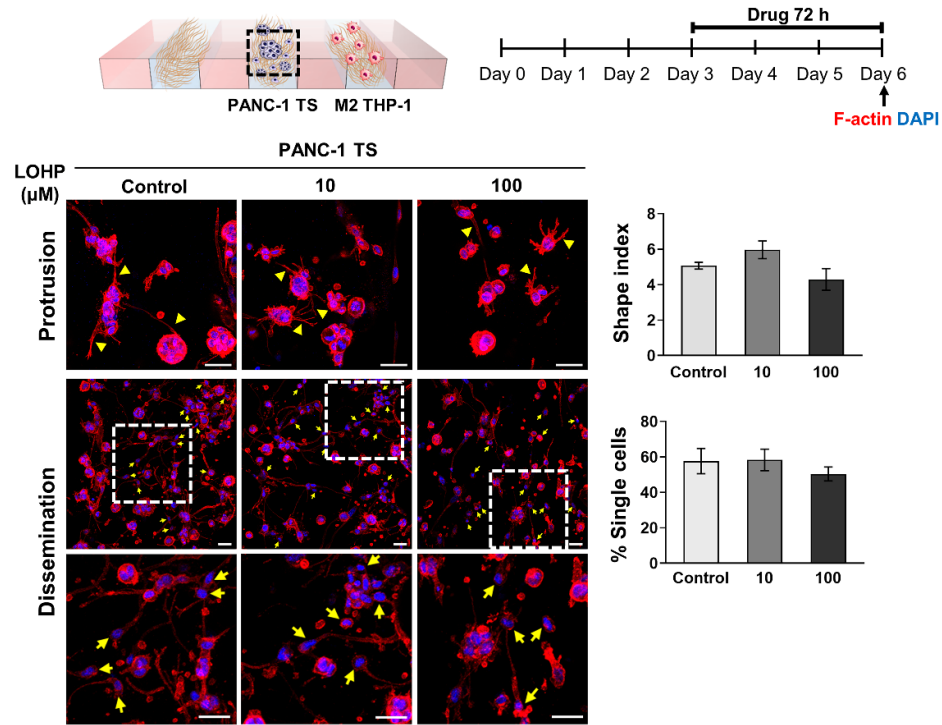 Drug 72 h
Day 0 Day 1 Day 2 Day 3 Day 4 Day 5 Day 6
PANC-1 TS M2 THP-1
F-actin DAPI
PANC-1 TS
LOHP
(µM)
Control 10 100
Protrusion
Dissemination
Shape index
8
6
4
2
0
Control 10 100
% Single cells
80
60
40
20
0
Control 10 100